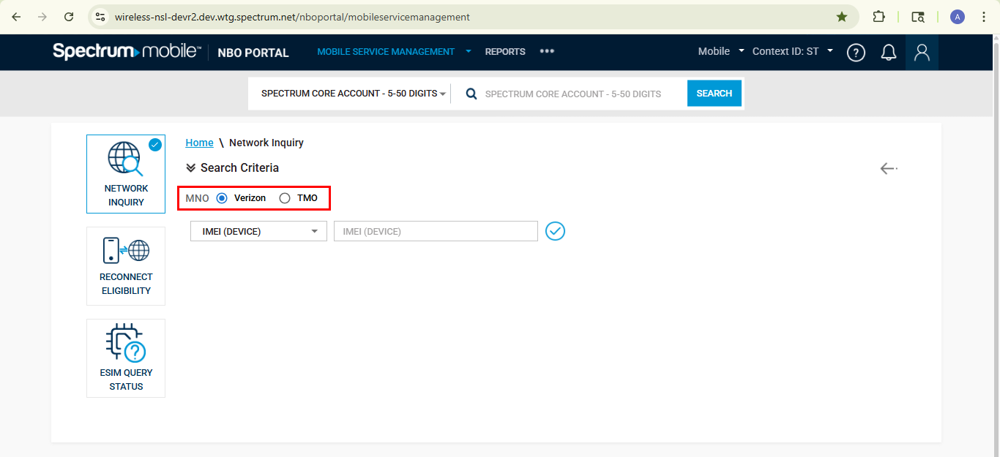 wireless-nsl-devr2.dev.wtg.spectrum.net/nboportal/mobileservicemanagement
A
Spectrum mobile™ NBO PORTAL MOBILE SERVICE MANAGEMENT REPORTS ••• Mobile Context ID: ST ?
SPECTRUM CORE ACCOUNT - 5-50 DIGITS SPECTRUM CORE ACCOUNT - 5-50 DIGITS SEARCH
Home \ Network Inquiry
Search Criteria
MNO Verizon TMO
IMEI (DEVICE) IMEI (DEVICE)
NETWORK
INQUIRY
RECONNECT
ELIGIBILITY
?
ESIM QUERY
STATUS